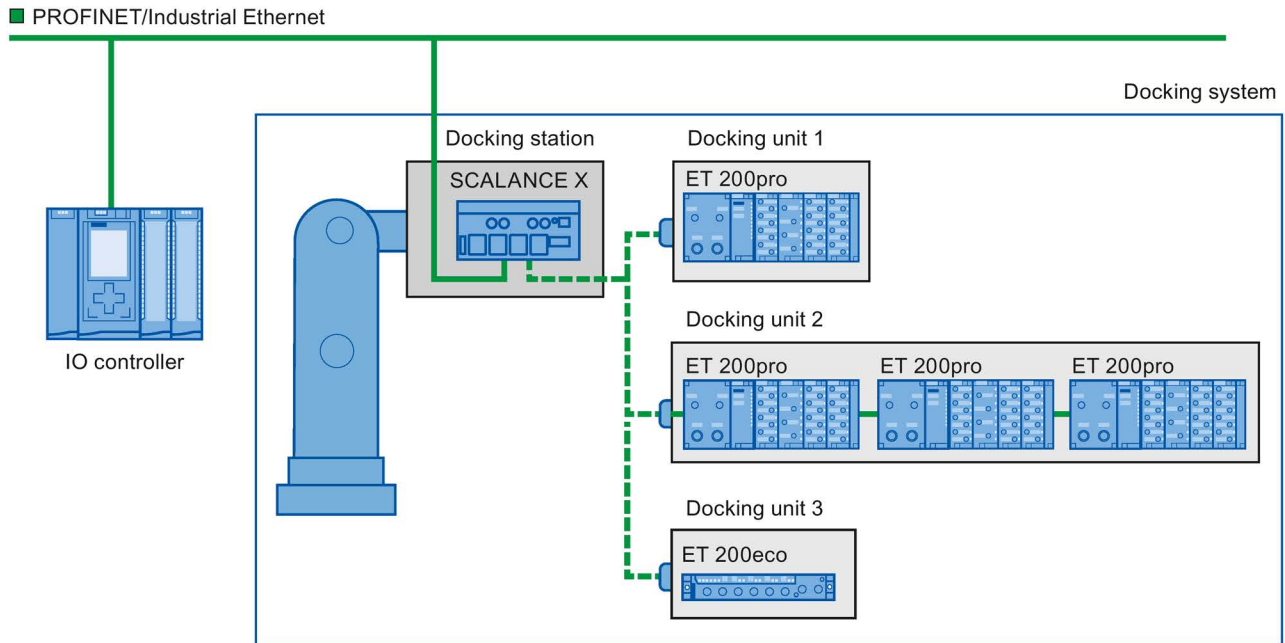 PROFINET/Industrial Ethernet
Docking system
Docking station
Docking unit 1
SCALANCE X
ET 200pro
IO controller
Docking unit 2
ET 200pro
ET 200pro
ET 200pro
Docking unit 3
ET 200eco